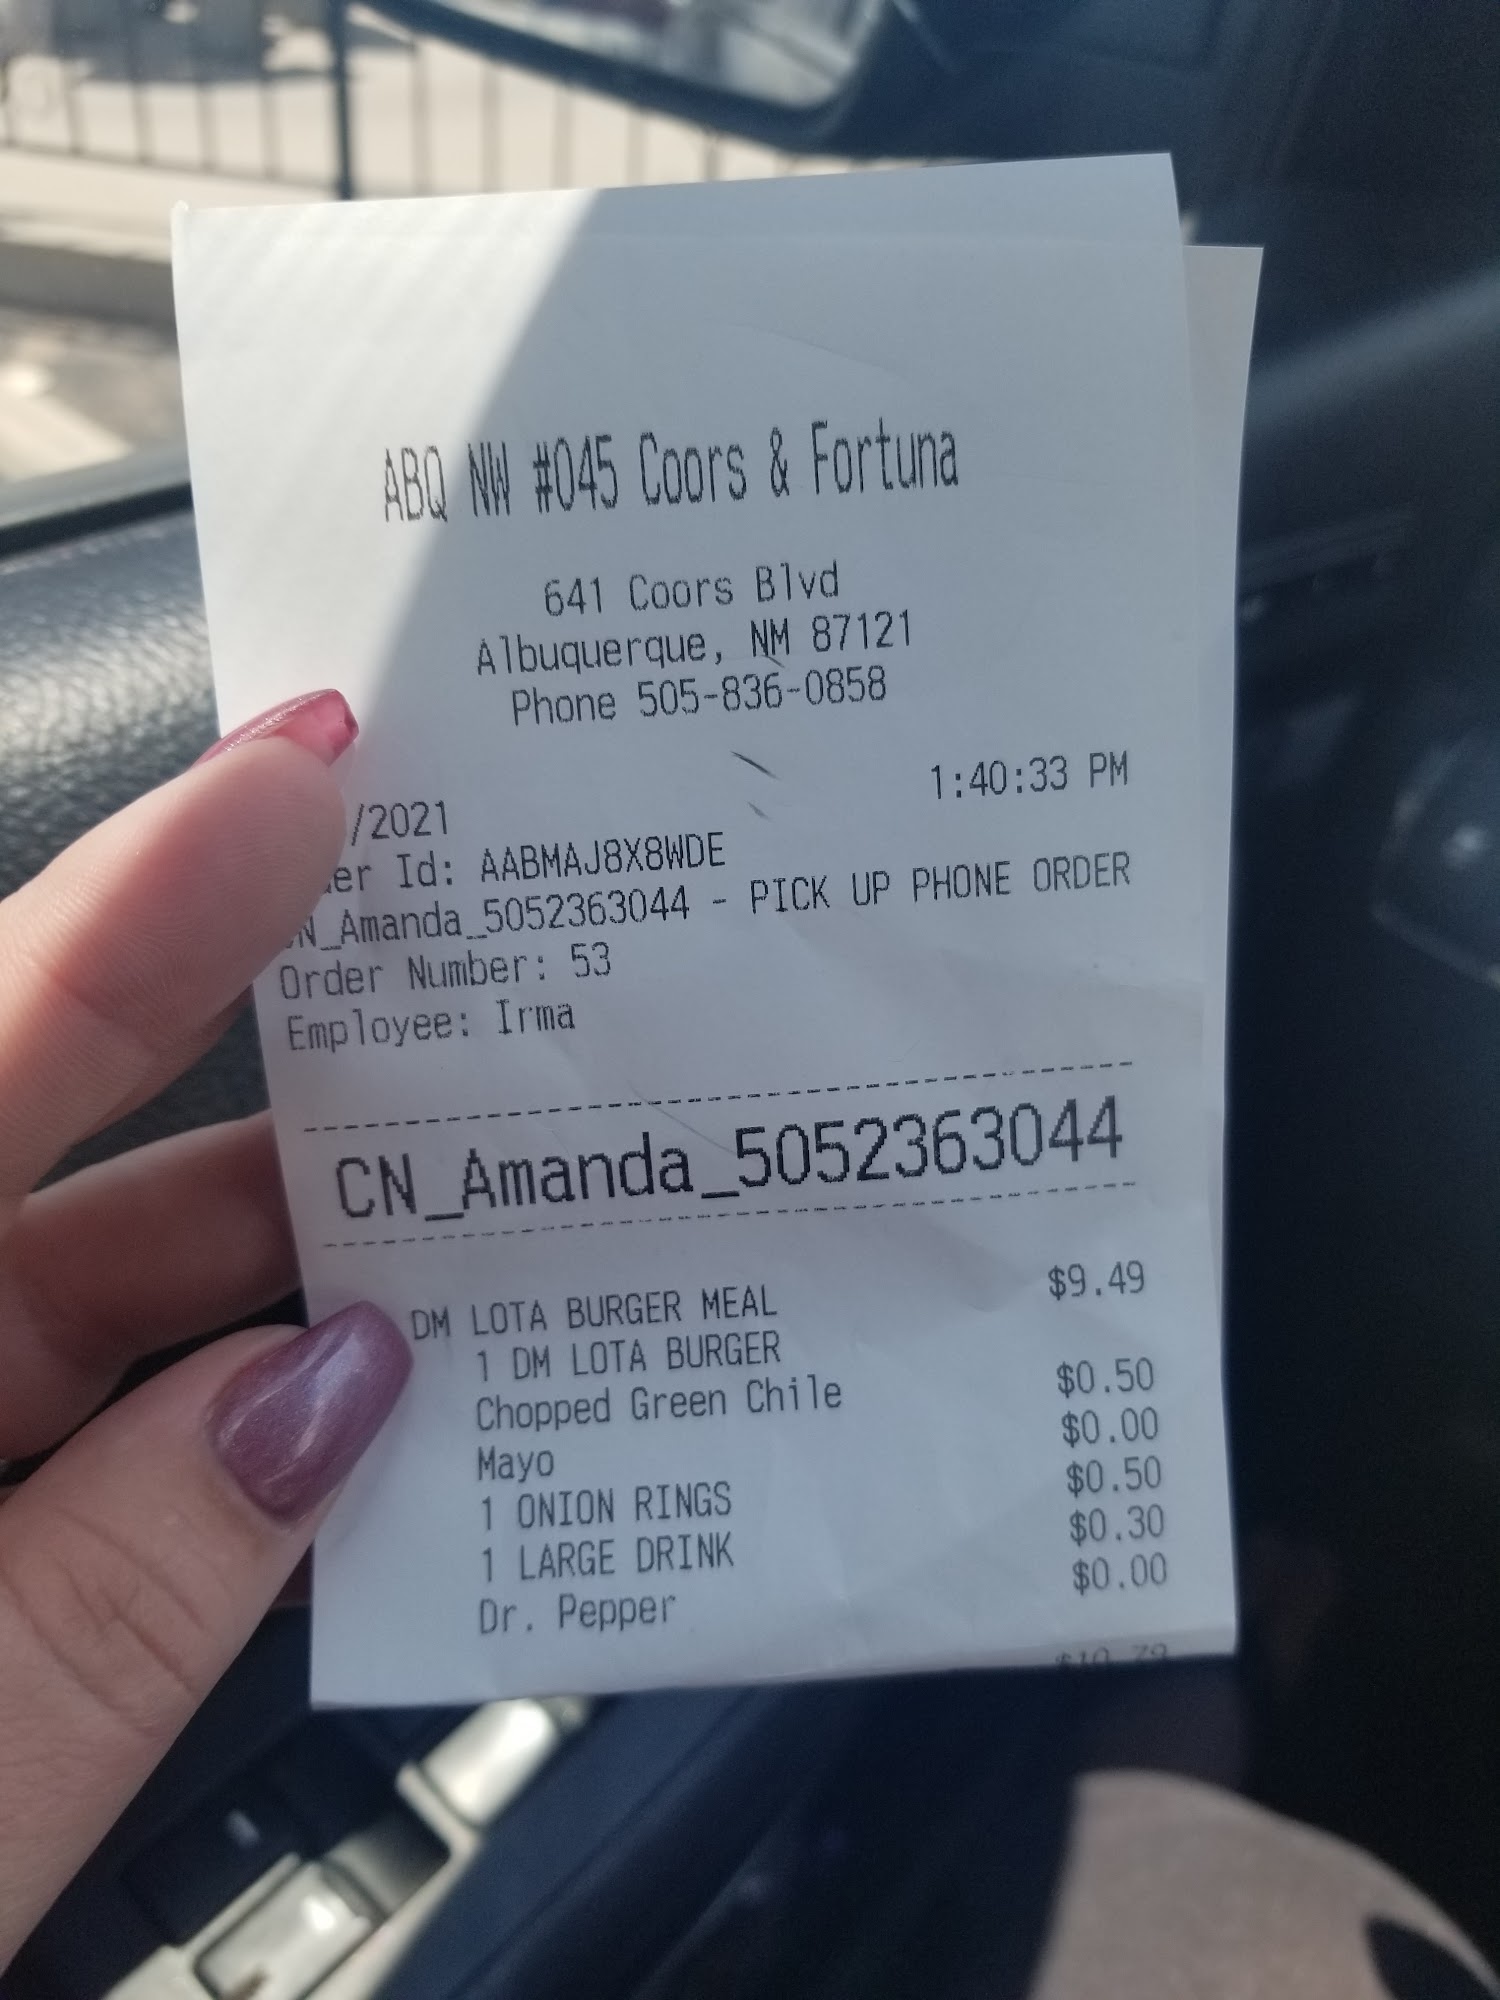 ABQ NW #045 Coors & Fortuna
641 Coors Blvd
Albuquerque, NM 87121
Phone 505-836-0858
/2021 1:40:33 PM
er Id: AABMAJ8X8WDE
N_Amanda_5052363044 - PICK UP PHONE ORDER
Order Number: 53
Employee: Irma
CN_Amanda_5052363044
DM LOTA BURGER MEAL $9.49
1 DM LOTA BURGER
Chopped Green Chile $0.50
Mayo $0.00
1 ONION RINGS $0.50
1 LARGE DRINK $0.30
Dr. Pepper $0.00
$10.79